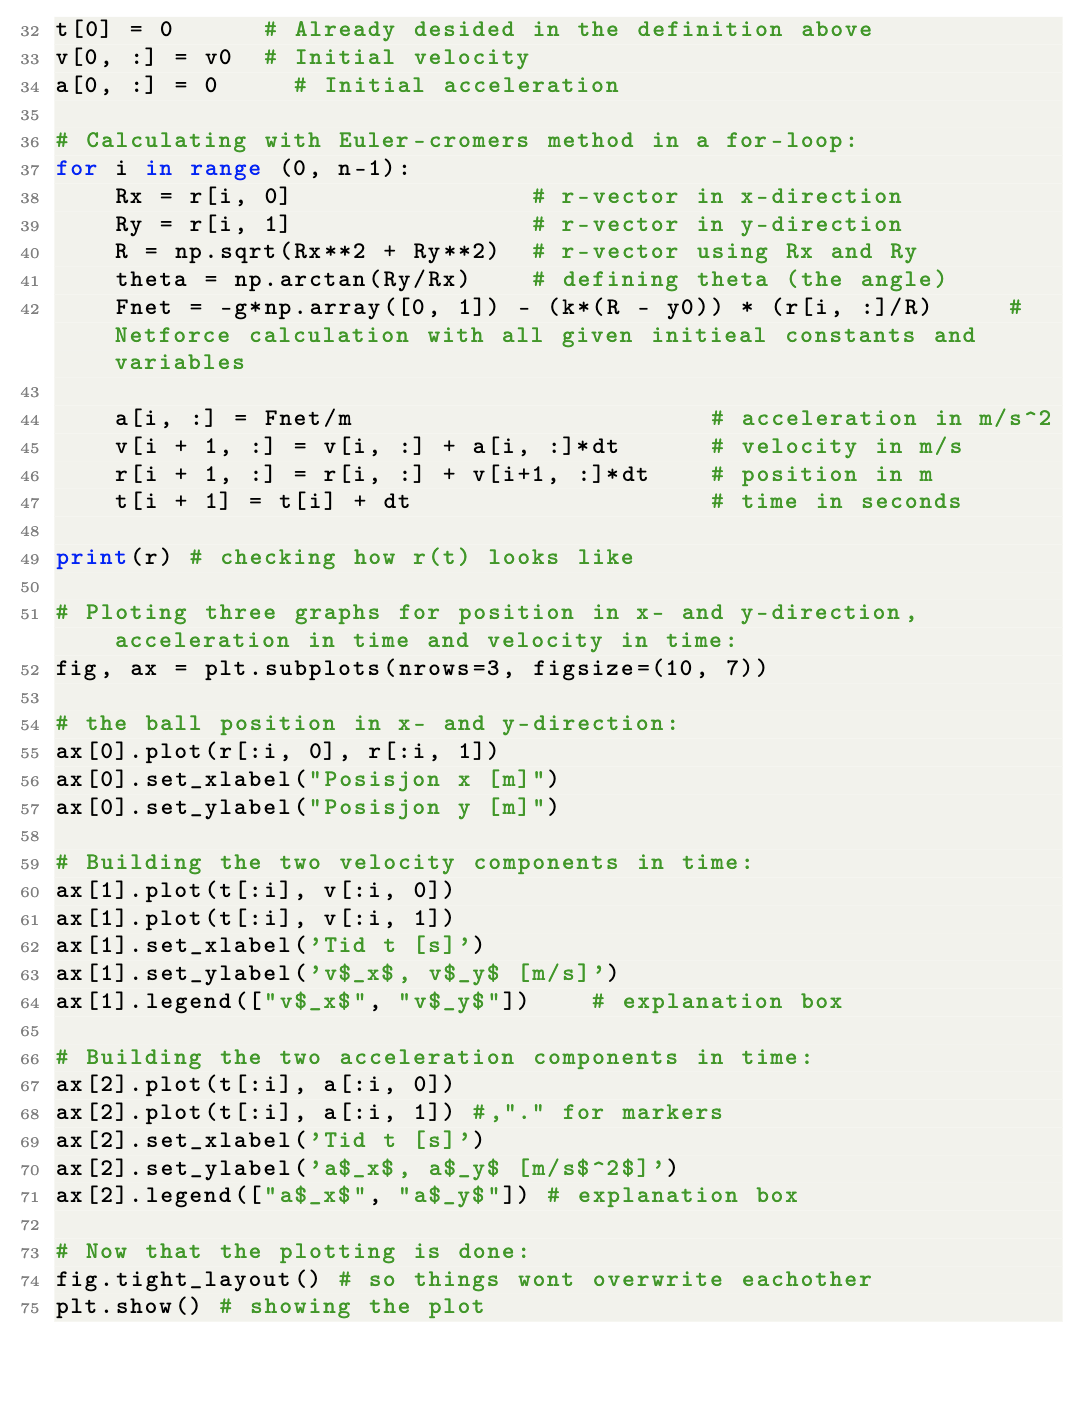 32 t[0] = 0      # Already desided in the definition above
33 v[0, :] = v0  # Initial velocity
34 a[0, :] = 0     # Initial acceleration
35
36 # Calculating with Euler-cromers method in a for-loop:
37 for i in range (0, n-1):
38     Rx = r[i, 0]                # r-vector in x-direction
39     Ry = r[i, 1]                # r-vector in y-direction
40     R = np.sqrt(Rx**2 + Ry**2)  # r-vector using Rx and Ry
41     theta = np.arctan(Ry/Rx)    # defining theta (the angle)
42     Fnet = -g*np.array([0, 1]) - (k*(R - y0)) * (r[i, :]/R)     #
    Netforce calculation with all given initieal constants and
    variables
43
44     a[i, :] = Fnet/m                        # acceleration in m/s^2
45     v[i + 1, :] = v[i, :] + a[i, :]*dt      # velocity in m/s
46     r[i + 1, :] = r[i, :] + v[i+1, :]*dt    # position in m
47     t[i + 1] = t[i] + dt                    # time in seconds
48
49 print(r) # checking how r(t) looks like
50
51 # Ploting three graphs for position in x- and y-direction,
    acceleration in time and velocity in time:
52 fig, ax = plt.subplots(nrows=3, figsize=(10, 7))
53
54 # the ball position in x- and y-direction:
55 ax[0].plot(r[:i, 0], r[:i, 1])
56 ax[0].set_xlabel("Posisjon x [m]")
57 ax[0].set_ylabel("Posisjon y [m]")
58
59 # Building the two velocity components in time:
60 ax[1].plot(t[:i], v[:i, 0])
61 ax[1].plot(t[:i], v[:i, 1])
62 ax[1].set_xlabel('Tid t [s]')
63 ax[1].set_ylabel('v$_x$, v$_y$ [m/s]')
64 ax[1].legend(["v$_x$", "v$_y$"])    # explanation box
65
66 # Building the two acceleration components in time:
67 ax[2].plot(t[:i], a[:i, 0])
68 ax[2].plot(t[:i], a[:i, 1]) #,"." for markers
69 ax[2].set_xlabel('Tid t [s]')
70 ax[2].set_ylabel('a$_x$, a$_y$ [m/s$^2$]')
71 ax[2].legend(["a$_x$", "a$_y$"]) # explanation box
72
73 # Now that the plotting is done:
74 fig.tight_layout() # so things wont overwrite eachother
75 plt.show() # showing the plot